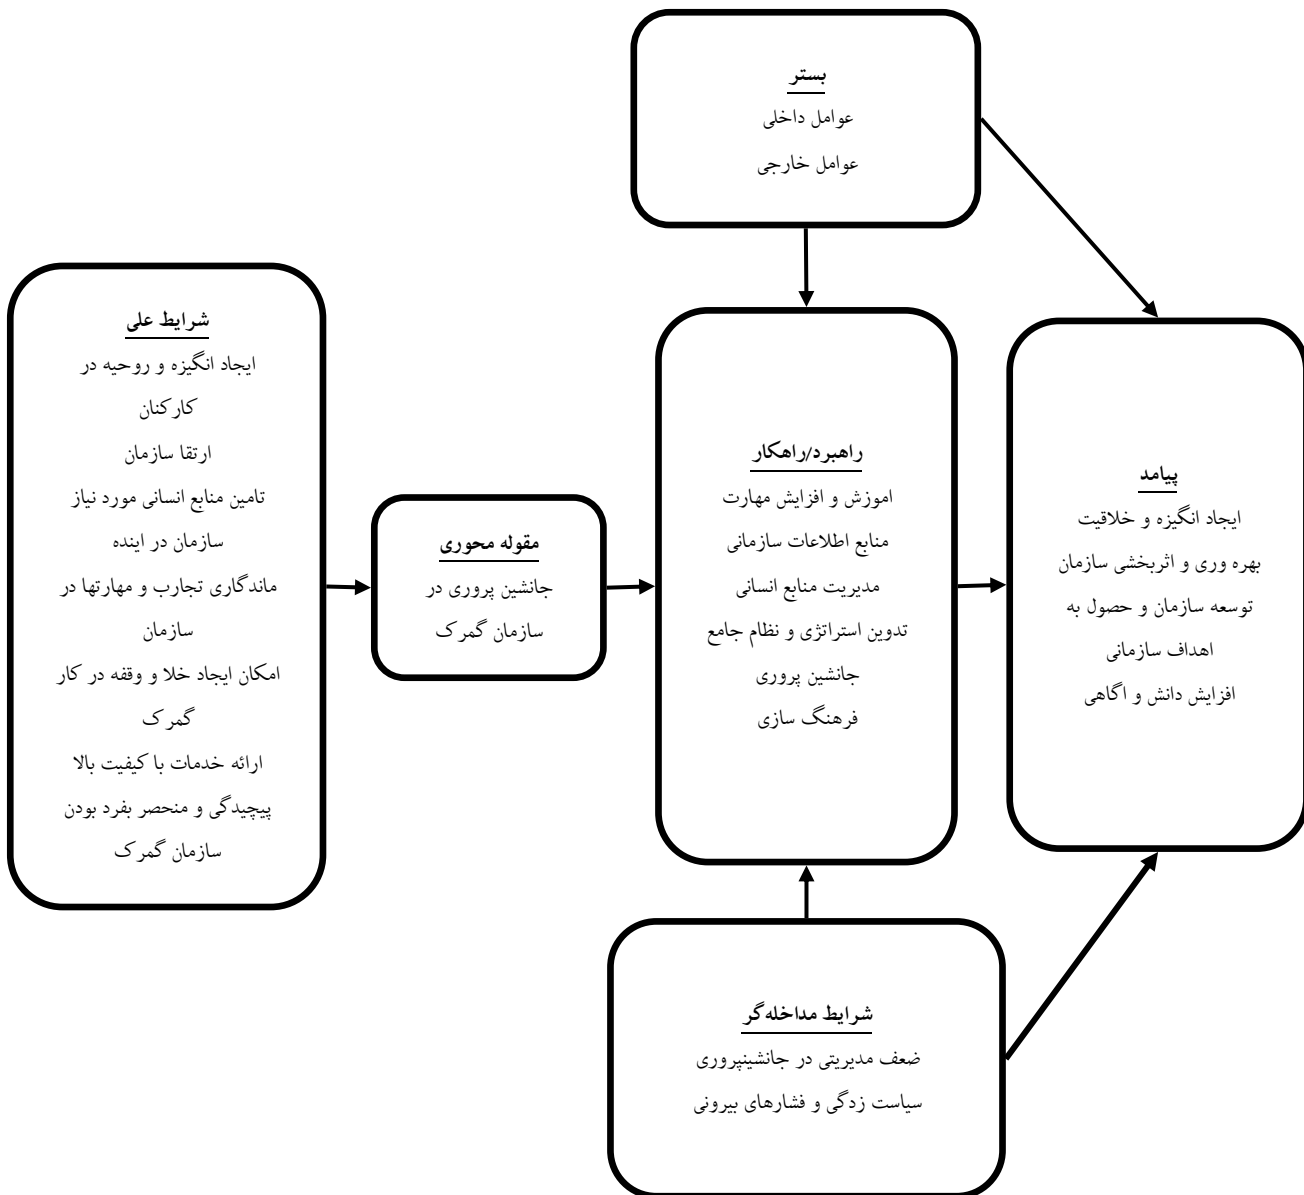 بستر
عوامل داخلی
عوامل خارجی
شرایط علی
ایجاد انگیزه و روحیه در
کارکنان
ارتقا سازمان
تامین منابع انسانی مورد نیاز
سازمان در اینده
ماندگاری تجارب و مهارتها در
سازمان
امکان ایجاد خلا و وقفه در کار
گمرک
ارائه خدمات با کیفیت بالا
پیچیدگی و منحصر بفرد بودن
سازمان گمرک
مقوله محوری
جانشین پروری در
سازمان گمرک
راهبرد/راهکار
اموزش و افزایش مهارت
منابع اطلاعات سازمانی
مدیریت منابع انسانی
تدوین استراتژی و نظام جامع
جانشین پروری
فرهنگ سازی
پیامد
ایجاد انگیزه و خلاقیت
بهره وری و اثربخشی سازمان
توسعه سازمان و حصول به
اهداف سازمانی
افزایش دانش و اگاهی
شرایط مداخله‌گر
ضعف مدیریتی در جانشینپروری
سیاست زدگی و فشارهای بیرونی